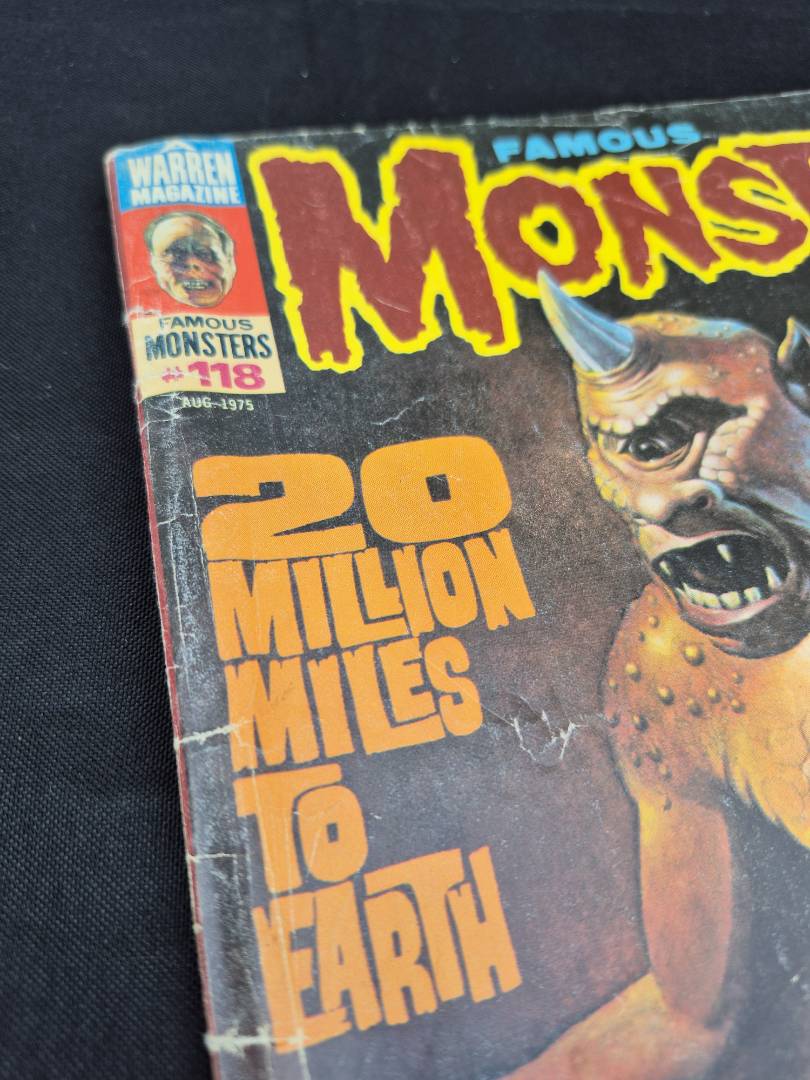 WARREN
MAGAZINE
FAMOUS
MONSTERS
#118
AUG. 1975
FAMOUS
MONS
20
MILLION
MILES
TO
EARTH